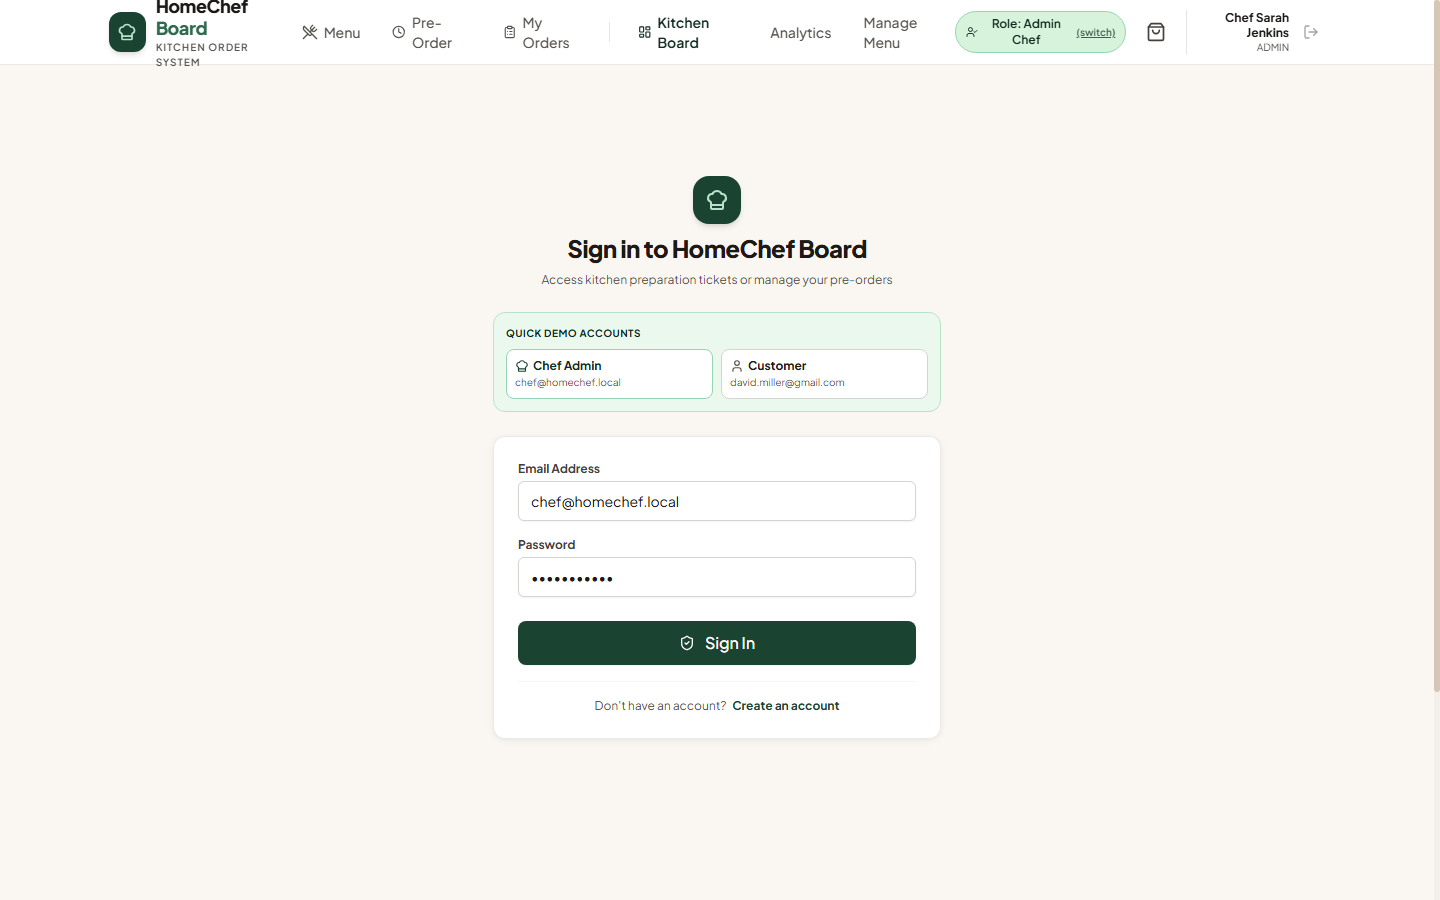 HomeChef
Board
KITCHEN ORDER
SYSTEM
Menu
Pre-
Order
My
Orders
Kitchen
Board
Analytics
Manage
Menu
Role: Admin
Chef
(switch)
Chef Sarah
Jenkins
ADMIN
Sign in to HomeChef Board
Access kitchen preparation tickets or manage your pre-orders
QUICK DEMO ACCOUNTS
Chef Admin
chef@homechef.local
Customer
david.miller@gmail.com
Email Address
chef@homechef.local
Password
•••••••••••
Sign In
Don't have an account? Create an account